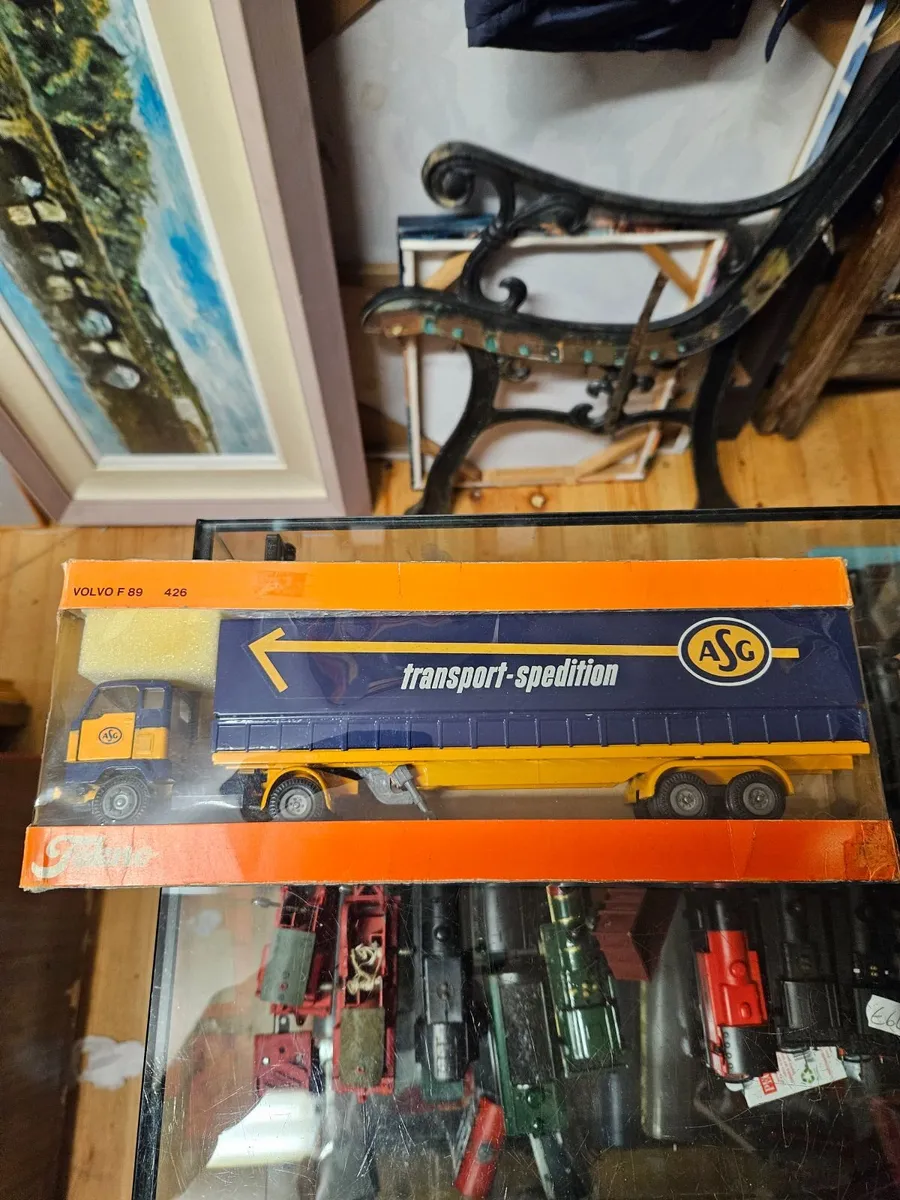 VOLVO F 89 426
ASG
transport-spedition
ASG
Tekno